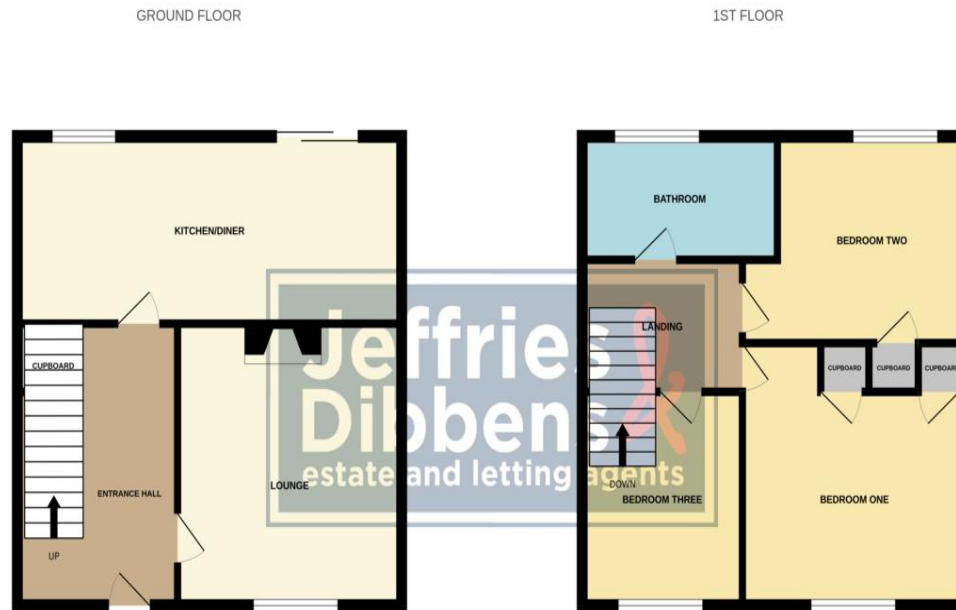 GROUND FLOOR
1ST FLOOR
KITCHEN/DINER
CUPBOARD
ENTRANCE HALL
LOUNGE
UP
BATHROOM
BEDROOM TWO
LANDING
CUPBOARD
CUPBOARD
CUPBOARD
DOWN
BEDROOM THREE
BEDROOM ONE
Jeffries
Dibbens
estate and letting agents